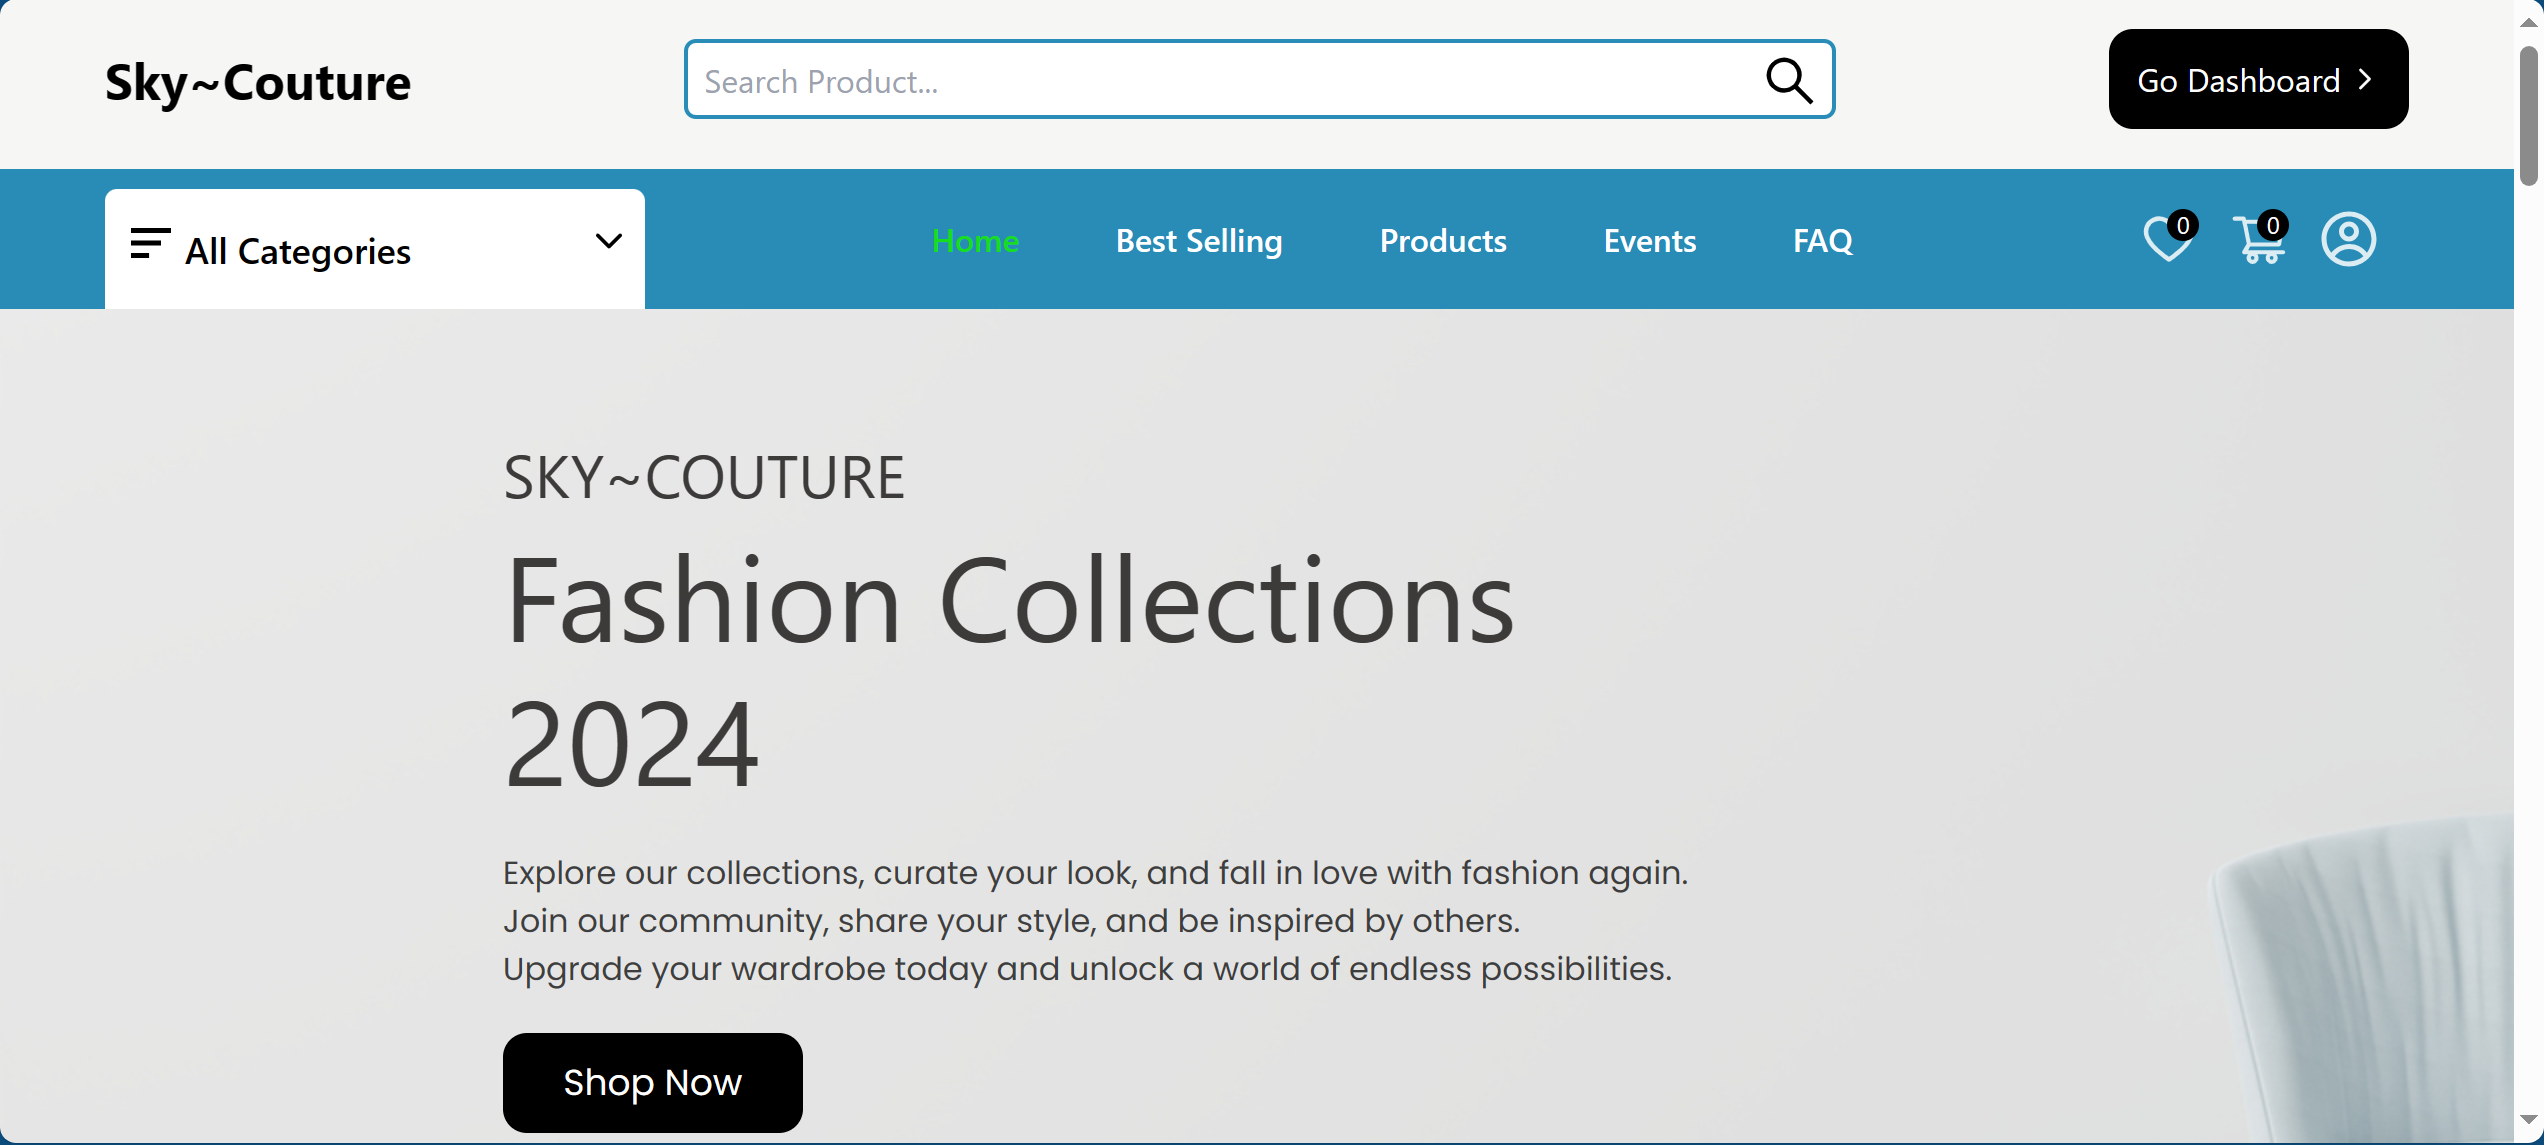 Sky~Couture
Search Product...
Go Dashboard
All Categories
Home
Best Selling
Products
Events
FAQ
0
0
SKY~COUTURE
Fashion Collections
2024
Explore our collections, curate your look, and fall in love with fashion again.
Join our community, share your style, and be inspired by others.
Upgrade your wardrobe today and unlock a world of endless possibilities.
Shop Now